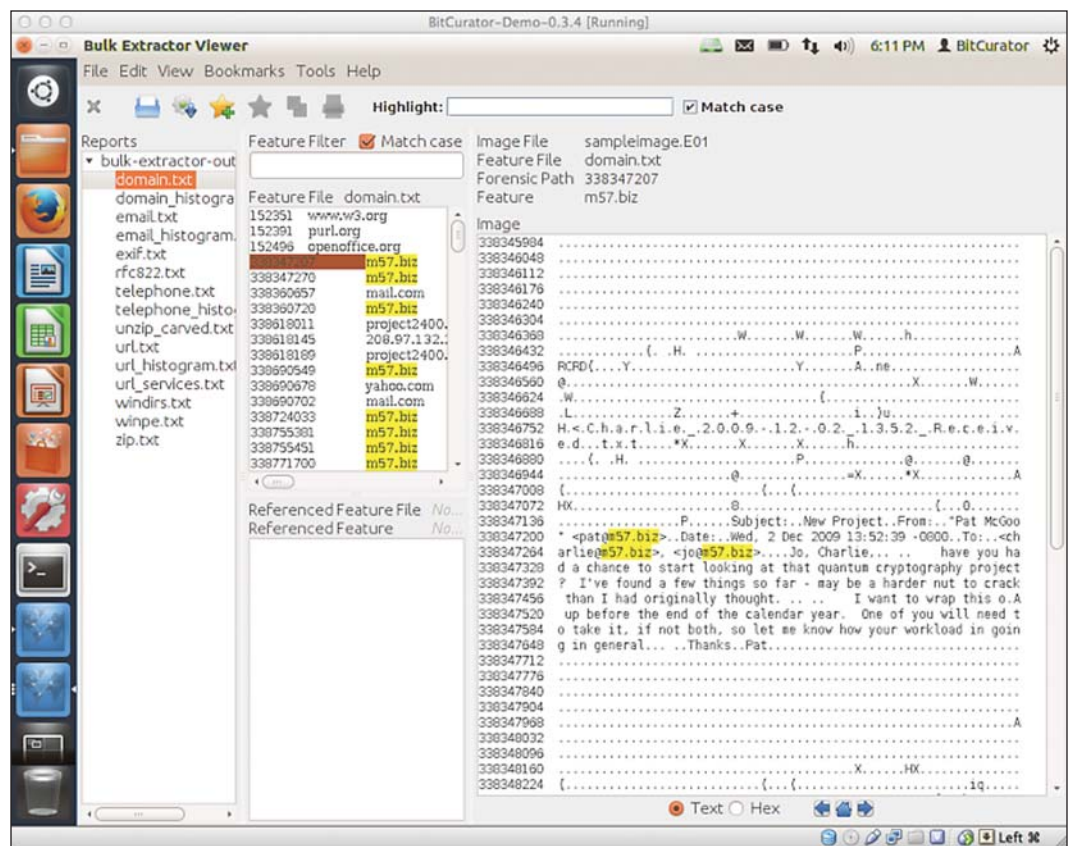 BitCurator-Demo-0.3.4 [Running]
Bulk Extractor Viewer
6:11 PM BitCurator
File Edit View Bookmarks Tools Help
Highlight:
Match case
Reports
bulk-extractor-out
domain.txt
domain_histogra
email.txt
email_histogram.
exif.txt
rfc822.txt
telephone.txt
telephone_histo
unzip_carved.txt
url.txt
url_histogram.txt
url_services.txt
windirs.txt
winpe.txt
zip.txt
Feature Filter Match case
Feature File domain.txt
152351 www.w3.org
152391 purl.org
152496 openoffice.org
338347207 m57.biz
338347270 m57.biz
338360657 mail.com
338360720 m57.biz
338618011 project2400.
338618145 208.97.132.
338618189 project2400.
338690549 m57.biz
338690678 yahoo.com
338690702 mail.com
338724033 m57.biz
338755381 m57.biz
338755451 m57.biz
338771700 m57.biz
Referenced Feature File No...
Referenced Feature No...
Image File sampleimage.E01
Feature File domain.txt
Forensic Path 338347207
Feature m57.biz
Image
338345984
338346048
338346112
338346176
338346240
338346304
338346368 W. W. W. h
338346432 {. .H. P A
338346496 RCRD{....Y Y A..ne
338346560 @ X W
338346624 .W {
338346688 .L Z + i..}u
338346752 H.<.C.h.a.r.l.i.e._.2.0.0.9.-.1.2.-.0.2._.1.3.5.2._.R.e.c.e.i.v.
338346816 e.d...t.x.t. *X X X h
338346880 ....{. .H. P @ @
338346944 @ =X *X A
338347008 { {...{
338347072 HX 8 { 0
338347136 P.....Subject:..New Project..From:.."Pat McGoo
338347200 " <pat@m57.biz>..Date:..Wed, 2 Dec 2009 13:52:39 -0800..To:..<ch
338347264 arlie@m57.biz>, <jo@m57.biz>....Jo, Charlie,.. .. have you ha
338347328 d a chance to start looking at that quantum cryptography project
338347392 ? I've found a few things so far - may be a harder nut to crack
338347456 than I had originally thought. .. .. I want to wrap this o.A
338347520 up before the end of the calendar year. One of you will need t
338347584 o take it, if not both, so let me know how your workload in goin
338347648 g in general... ..Thanks..Pat
338347712
338347776
338347840
338347904
338347968 A
338348032
338348096
338348160 X HX
338348224 { {...{ iq
Text Hex
Left ⌘